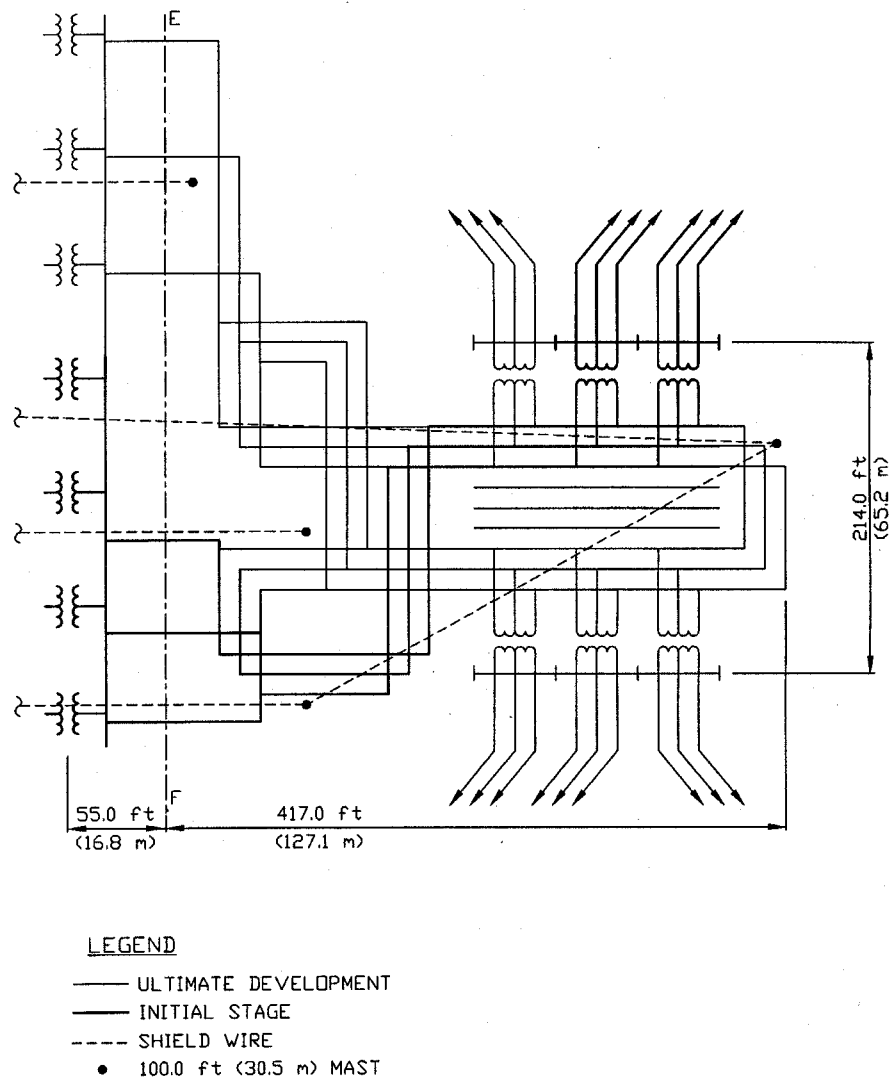 E
214.0 ft
(65.2 m)
F
55.0 ft
(16.8 m)
417.0 ft
(127.1 m)
LEGEND
ULTIMATE DEVELOPMENT
INITIAL STAGE
SHIELD WIRE
100.0 ft (30.5 m) MAST